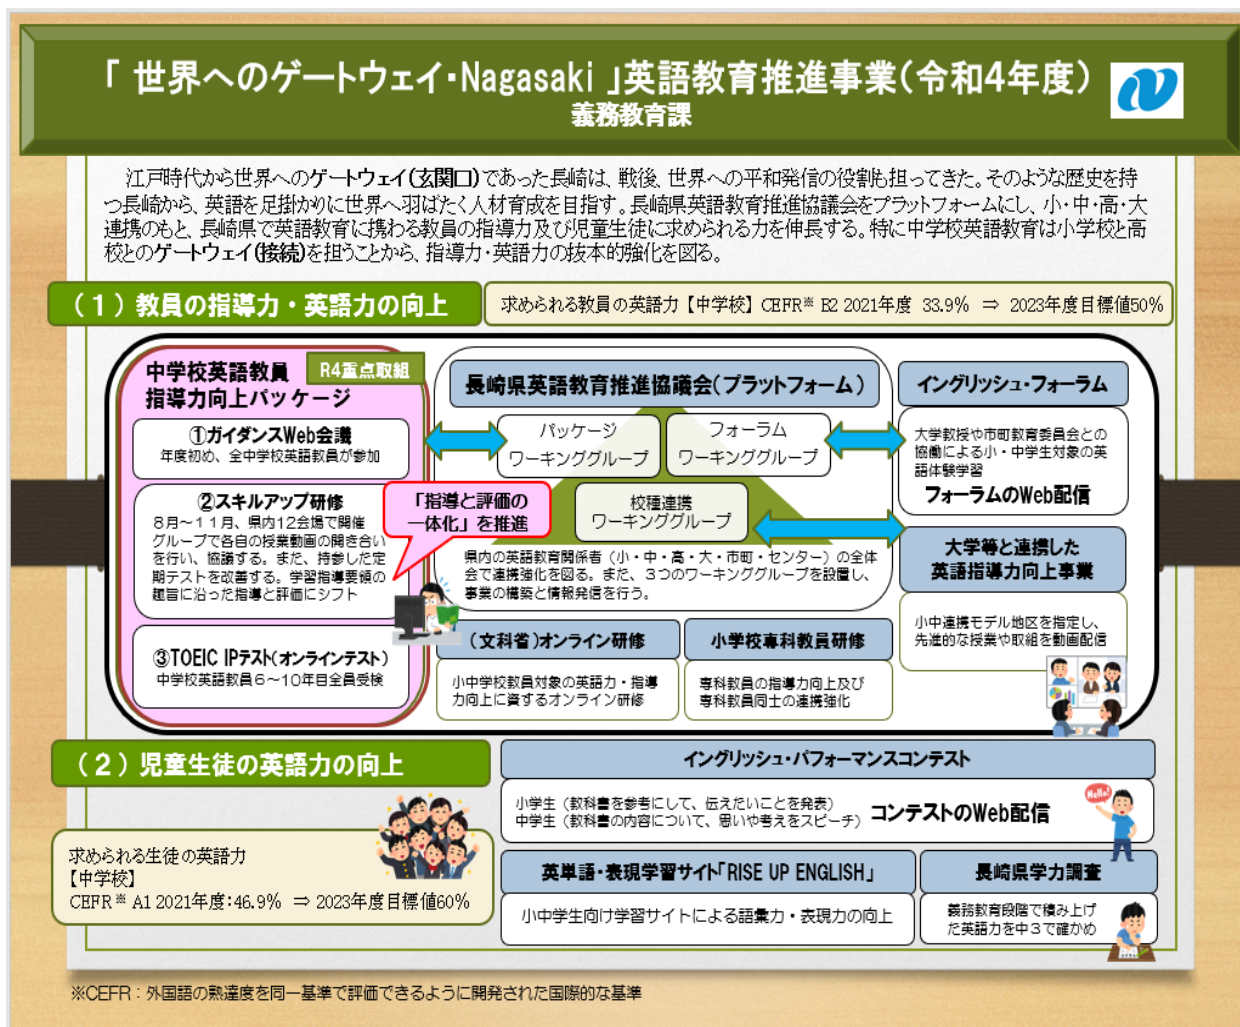 「 世界へのゲートウェイ・Nagasaki 」英語教育推進事業（令和４年度）
義務教育課
江戸時代から世界へのゲートウェイ（玄関口）であった長崎は、戦後、世界への平和発信の役割も担ってきた。そのような歴史を持
つ長崎から、英語を足掛かりに世界へ羽ばたく人材育成を目指す。長崎県英語教育推進協議会をプラットフォームにし、小・中・高・大
連携のもと、長崎県で英語教育に携わる教員の指導力及び児童生徒に求められる力を伸長する。特に中学校英語教育は小学校と高
校とのゲートウェイ（接続）を担うことから、指導力・英語力の抜本的強化を図る。
（１）教員の指導力・英語力の向上
求められる教員の英語力【中学校】CEFR※ B2 2021年度 33.9% ⇒ 2023年度目標値50%
中学校英語教員
指導力向上パッケージ
R4重点取組
①ガイダンスWeb会議
年度初め、全中学校英語教員が参加
②スキルアップ研修
８月～１１月、県内12会場で開催
グループで各自の授業動画の開き合い
を行い、協議する。また、持参した定
期テストを改善する。学習指導要領の
趣旨に沿った指導と評価にシフト
③TOEIC IPテスト（オンラインテスト）
中学校英語教員６～10年目全員受検
「指導と評価の
一体化」を推進
長崎県英語教育推進協議会（プラットフォーム）
パッケージ
ワーキンググループ
フォーラム
ワーキンググループ
校種連携
ワーキンググループ
県内の英語教育関係者（小・中・高・大・市町・センター）の全体
会で連携強化を図る。また、３つのワーキンググループを設置し、
事業の構築と情報発信を行う。
（文科省）オンライン研修
小中学校教員対象の英語力・指導
力向上に資するオンライン研修
小学校専科教員研修
専科教員の指導力向上及び
専科教員同士の連携強化
イングリッシュ・フォーラム
大学教授や市町教育委員会との
協働による小・中学生対象の英
語体験学習
フォーラムのWeb配信
大学等と連携した
英語指導力向上事業
小中連携モデル地区を指定し、
先進的な授業や取組を動画配信
（２）児童生徒の英語力の向上
求められる生徒の英語力
【中学校】
CEFR※ A1 2021年度：46.9% ⇒ 2023年度目標値60%
イングリッシュ・パフォーマンスコンテスト
小学生（教科書を参考にして、伝えたいことを発表）
中学生（教科書の内容について、思いや考えをスピーチ）
コンテストのWeb配信
Hello!
英単語・表現学習サイト「RISE UP ENGLISH」
小中学生向け学習サイトによる語彙力・表現力の向上
長崎県学力調査
義務教育段階で積み上げ
た英語力を中３で確かめ
※CEFR：外国語の熟達度を同一基準で評価できるように開発された国際的な基準